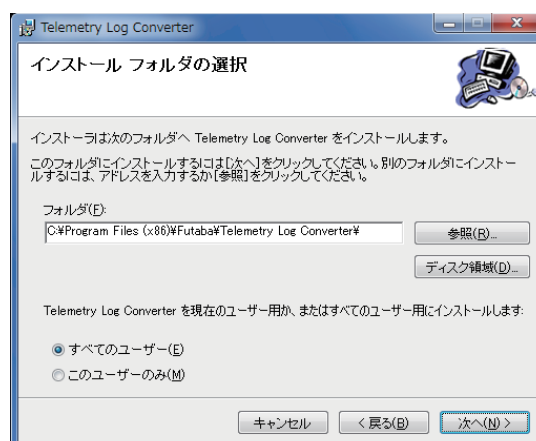 Telemetry Log Converter
インストール フォルダの選択
インストーラは次のフォルダへ Telemetry Log Converter をインストールします。
このフォルダにインストールするには[次へ]をクリックしてください。別のフォルダにインストー
ルするには、アドレスを入力するか[参照]をクリックしてください。
フォルダ(F):
C:¥Program Files (x86)¥Futaba¥Telemetry Log Converter¥
参照(R)...
ディスク領域(D)...
Telemetry Log Converter を現在のユーザー用か、またはすべてのユーザー用にインストールします:
すべてのユーザー(E)
このユーザーのみ(M)
キャンセル
< 戻る(B)
次へ(N) >